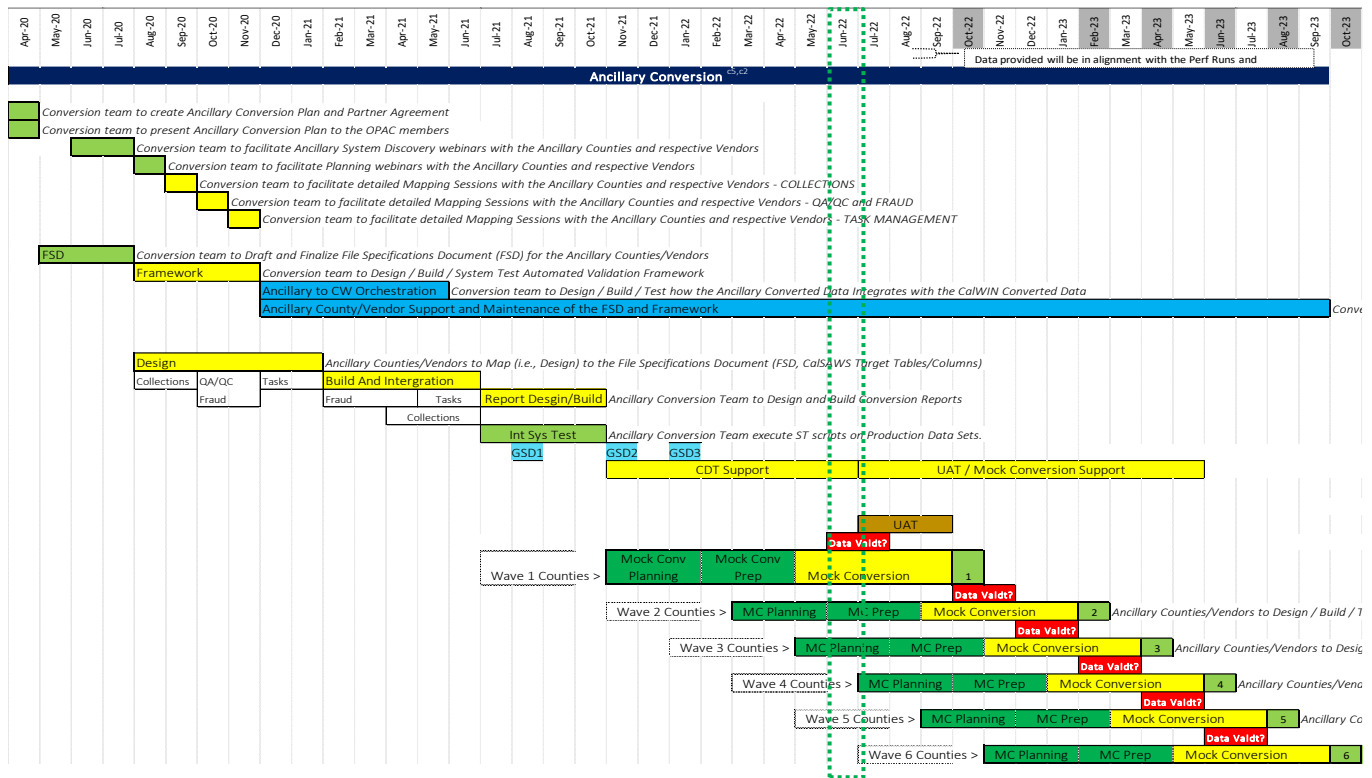 Apr-20 May-20 Jun-20 Jul-20 Aug-20 Sep-20 Oct-20 Nov-20 Dec-20 Jan-21 Feb-21 Mar-21 Apr-21 May-21 Jun-21 Jul-21 Aug-21 Sep-21 Oct-21 Nov-21 Dec-21 Jan-22 Feb-22 Mar-22 Apr-22 May-22 Jun-22 Jul-22 Aug-22 Sep-22 Oct-22 Nov-22 Dec-22 Jan-23 Feb-23 Mar-23 Apr-23 May-23 Jun-23 Jul-23 Aug-23 Sep-23 Oct-23
Data provided will be in alignment with the Perf Runs and
Ancillary Conversion c5,c2
Conversion team to create Ancillary Conversion Plan and Partner Agreement
Conversion team to present Ancillary Conversion Plan to the OPAC members
Conversion team to facilitate Ancillary System Discovery webinars with the Ancillary Counties and respective Vendors
Conversion team to facilitate Planning webinars with the Ancillary Counties and respective Vendors
Conversion team to facilitate detailed Mapping Sessions with the Ancillary Counties and respective Vendors - COLLECTIONS
Conversion team to facilitate detailed Mapping Sessions with the Ancillary Counties and respective Vendors - QA/QC and FRAUD
Conversion team to facilitate detailed Mapping Sessions with the Ancillary Counties and respective Vendors - TASK MANAGEMENT
FSD Conversion team to Draft and Finalize File Specifications Document (FSD) for the Ancillary Counties/Vendors
Framework Conversion team to Design / Build / System Test Automated Validation Framework
Ancillary to CW Orchestration Conversion team to Design / Build / Test how the Ancillary Converted Data Integrates with the CalWIN Converted Data
Ancillary County/Vendor Support and Maintenance of the FSD and Framework Conve
Design Ancillary Counties/Vendors to Map (i.e., Design) to the File Specifications Document (FSD, CalSAWS Target Tables/Columns)
Collections QA/QC Tasks Build And Intergration
Fraud Fraud Tasks Report Desgin/Build Ancillary Conversion Team to Design and Build Conversion Reports
Collections
Int Sys Test Ancillary Conversion Team execute ST scripts on Production Data Sets.
GSD1 GSD2 GSD3
CDT Support UAT / Mock Conversion Support
UAT
Data Valdt?
Mock Conv Mock Conv
Wave 1 Counties > Planning Prep Mock Conversion 1
Data Valdt?
Wave 2 Counties > MC Planning MC Prep Mock Conversion 2 Ancillary Counties/Vendors to Design / Build / T
Data Valdt?
Wave 3 Counties > MC Planning MC Prep Mock Conversion 3 Ancillary Counties/Vendors to Desig
Data Valdt?
Wave 4 Counties > MC Planning MC Prep Mock Conversion 4 Ancillary Counties/Vend
Data Valdt?
Wave 5 Counties > MC Planning MC Prep Mock Conversion 5 Ancillary Co
Data Valdt?
Wave 6 Counties > MC Planning MC Prep Mock Conversion 6